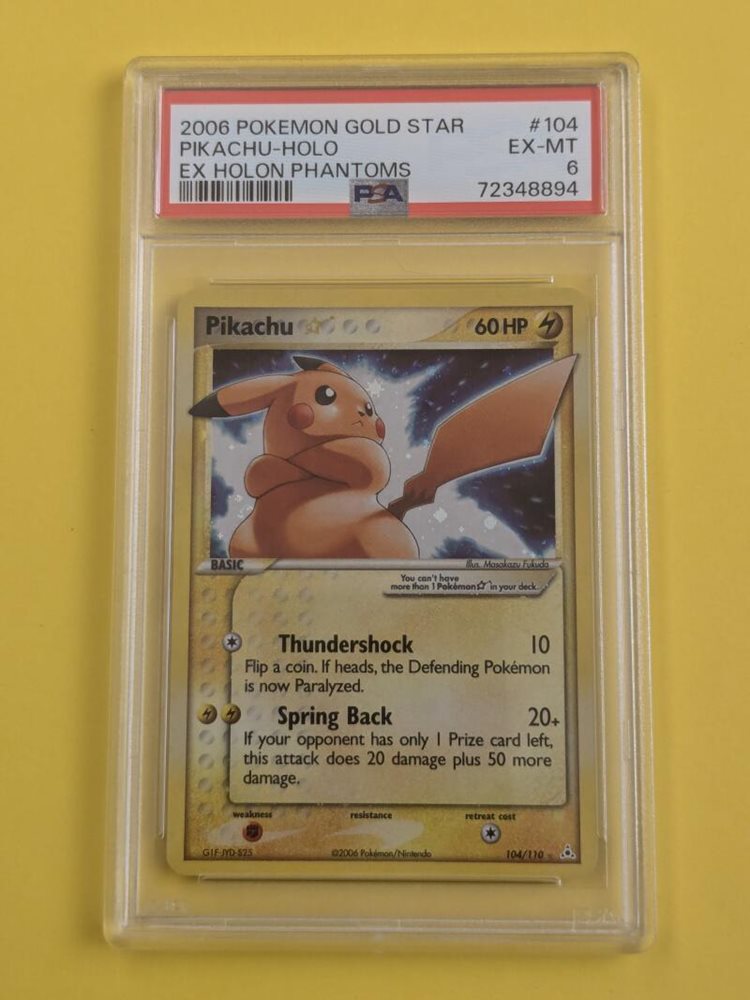 2006 POKEMON GOLD STAR #104
PIKACHU-HOLO EX-MT
EX HOLON PHANTOMS 6
PSA 72348894
Pikachu 60 HP
BASIC Illus. Masakazu Fukuda
You can't have
more than 1 Pokémon☆ in your deck.
Thundershock 10
Flip a coin. If heads, the Defending Pokémon
is now Paralyzed.
Spring Back 20+
If your opponent has only 1 Prize card left,
this attack does 20 damage plus 50 more
damage.
weakness resistance retreat cost
G1F-JYD-825 ©2006 Pokémon/Nintendo 104/110